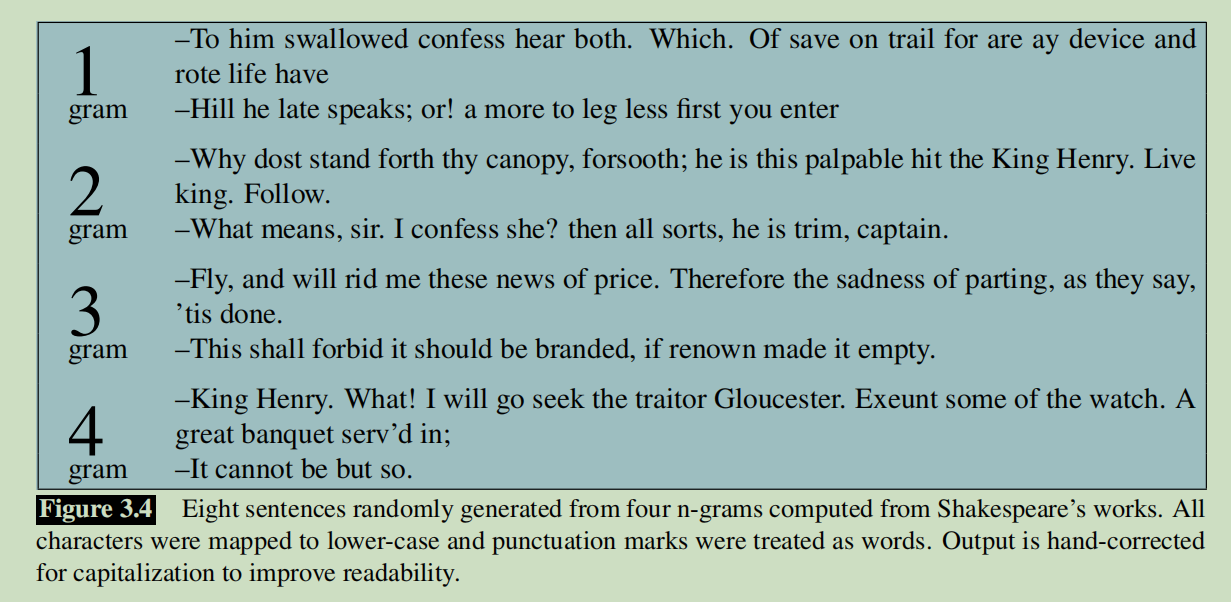 1
gram
–To him swallowed confess hear both. Which. Of save on trail for are ay device and
rote life have
–Hill he late speaks; or! a more to leg less first you enter
2
gram
–Why dost stand forth thy canopy, forsooth; he is this palpable hit the King Henry. Live
king. Follow.
–What means, sir. I confess she? then all sorts, he is trim, captain.
3
gram
–Fly, and will rid me these news of price. Therefore the sadness of parting, as they say,
’tis done.
–This shall forbid it should be branded, if renown made it empty.
4
gram
–King Henry. What! I will go seek the traitor Gloucester. Exeunt some of the watch. A
great banquet serv’d in;
–It cannot be but so.
Figure 3.4 Eight sentences randomly generated from four n-grams computed from Shakespeare’s works. All
characters were mapped to lower-case and punctuation marks were treated as words. Output is hand-corrected
for capitalization to improve readability.